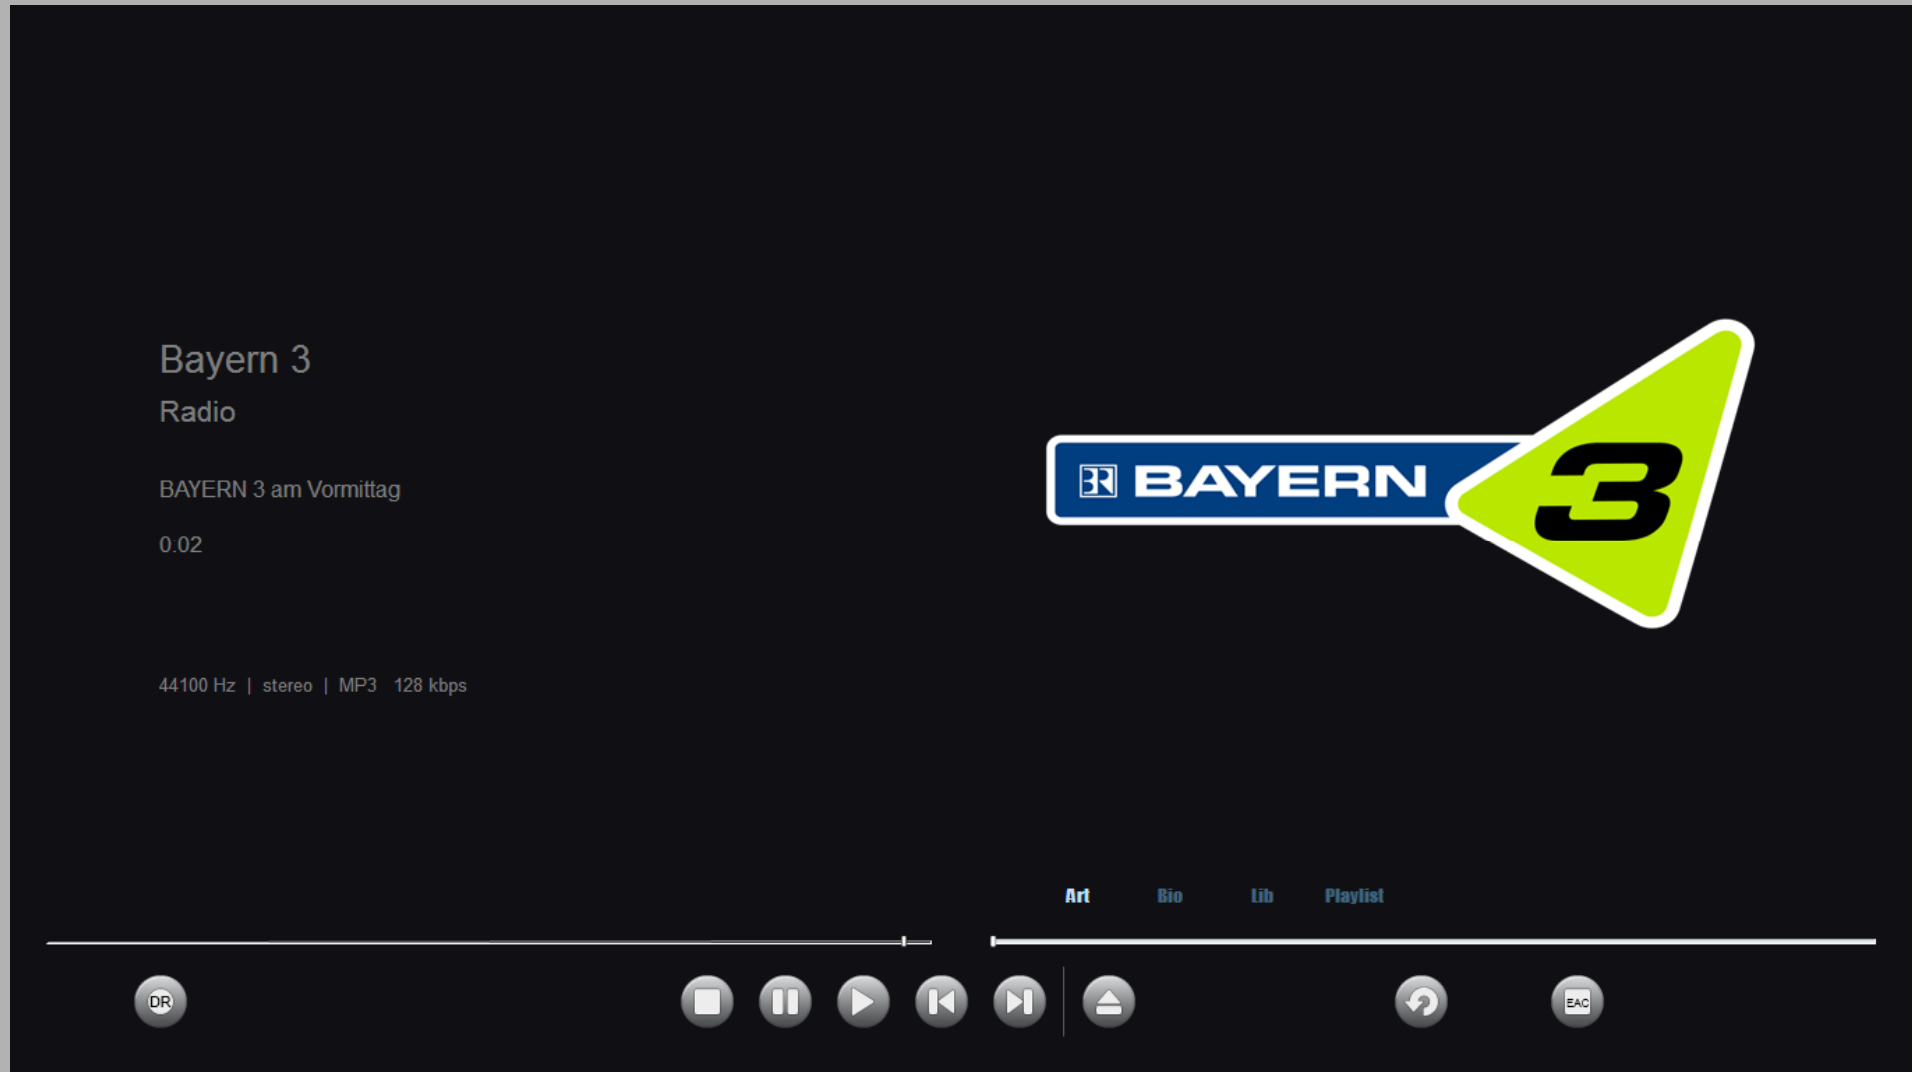 Bayern 3
Radio
BAYERN 3 am Vormittag
0:02
44100 Hz | stereo | MP3 128 kbps
BR BAYERN 3
Art Bio Lib Playlist
DR
EAC